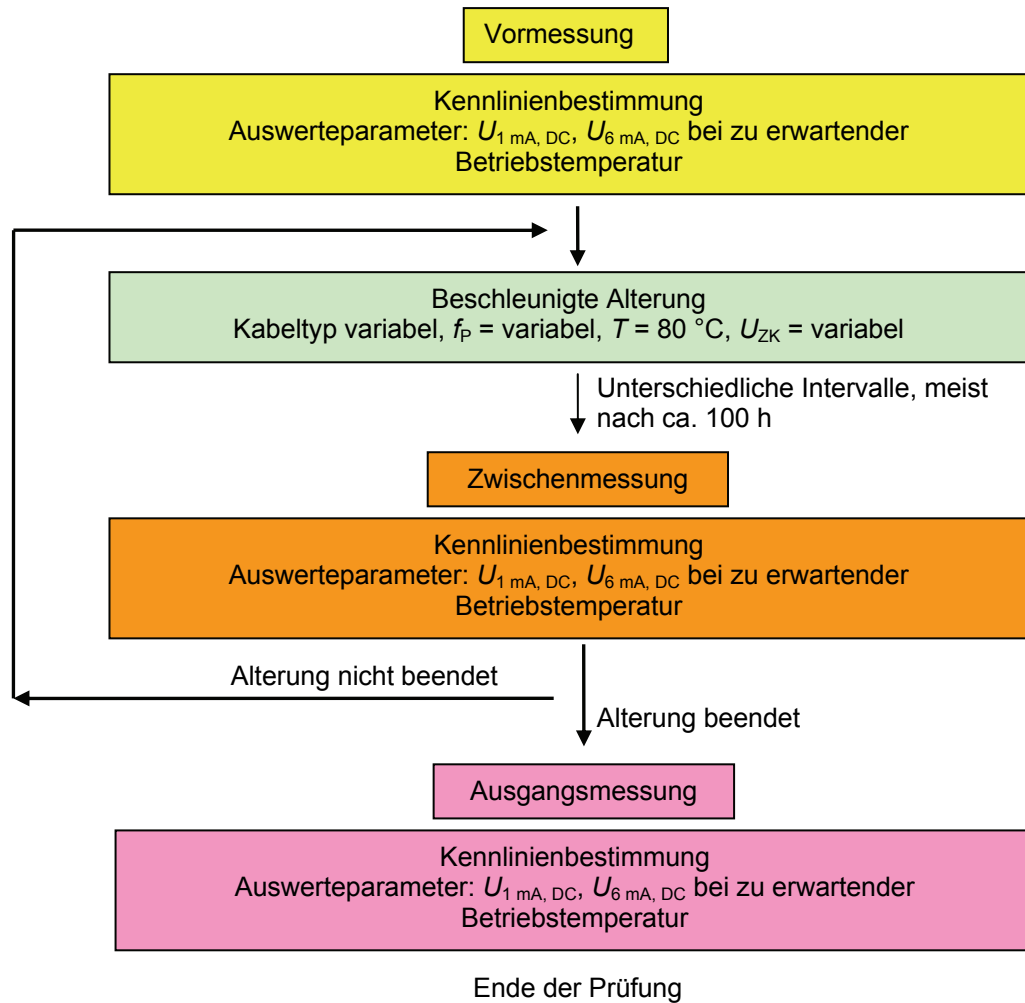 Vormessung
Kennlinienbestimmung
Auswerteparameter: U1 mA, DC, U6 mA, DC bei zu erwartender
Betriebstemperatur
Beschleunigte Alterung
Kabeltyp variabel, fP = variabel, T = 80 °C, UZK = variabel
Unterschiedliche Intervalle, meist
nach ca. 100 h
Zwischenmessung
Kennlinienbestimmung
Auswerteparameter: U1 mA, DC, U6 mA, DC bei zu erwartender
Betriebstemperatur
Alterung nicht beendet
Alterung beendet
Ausgangsmessung
Kennlinienbestimmung
Auswerteparameter: U1 mA, DC, U6 mA, DC bei zu erwartender
Betriebstemperatur
Ende der Prüfung